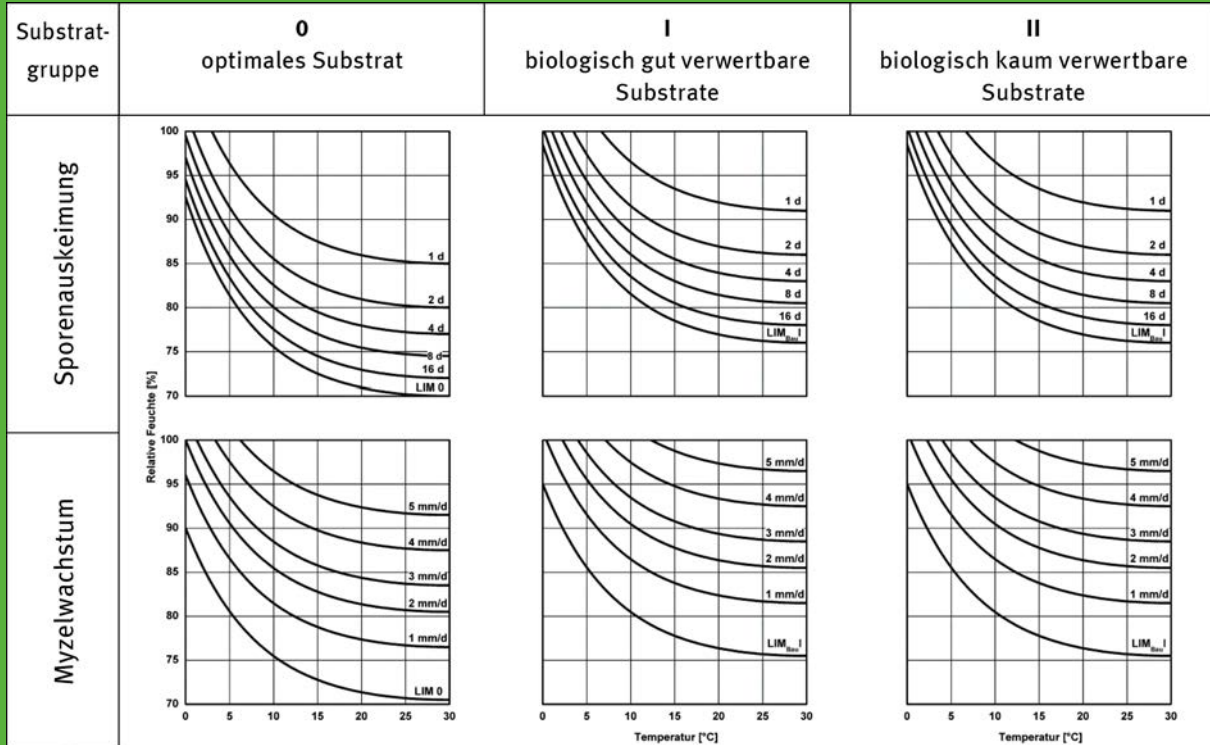 Substrat-
gruppe
0
optimales Substrat
I
biologisch gut verwertbare
Substrate
II
biologisch kaum verwertbare
Substrate
Sporenauskeimung
Relative Feuchte [%]
100
95
90
85
80
75
70
1 d
2 d
4 d
8 d
16 d
LIM 0
1 d
2 d
4 d
8 d
16 d
LIM Bau I
1 d
2 d
4 d
8 d
16 d
LIM Bau I
Myzelwachstum
100
95
90
85
80
75
70
5 mm/d
4 mm/d
3 mm/d
2 mm/d
1 mm/d
LIM 0
0 5 10 15 20 25 30
5 mm/d
4 mm/d
3 mm/d
2 mm/d
1 mm/d
LIM Bau I
0 5 10 15 20 25 30
Temperatur [°C]
5 mm/d
4 mm/d
3 mm/d
2 mm/d
1 mm/d
LIM Bau I
0 5 10 15 20 25 30
Temperatur [°C]